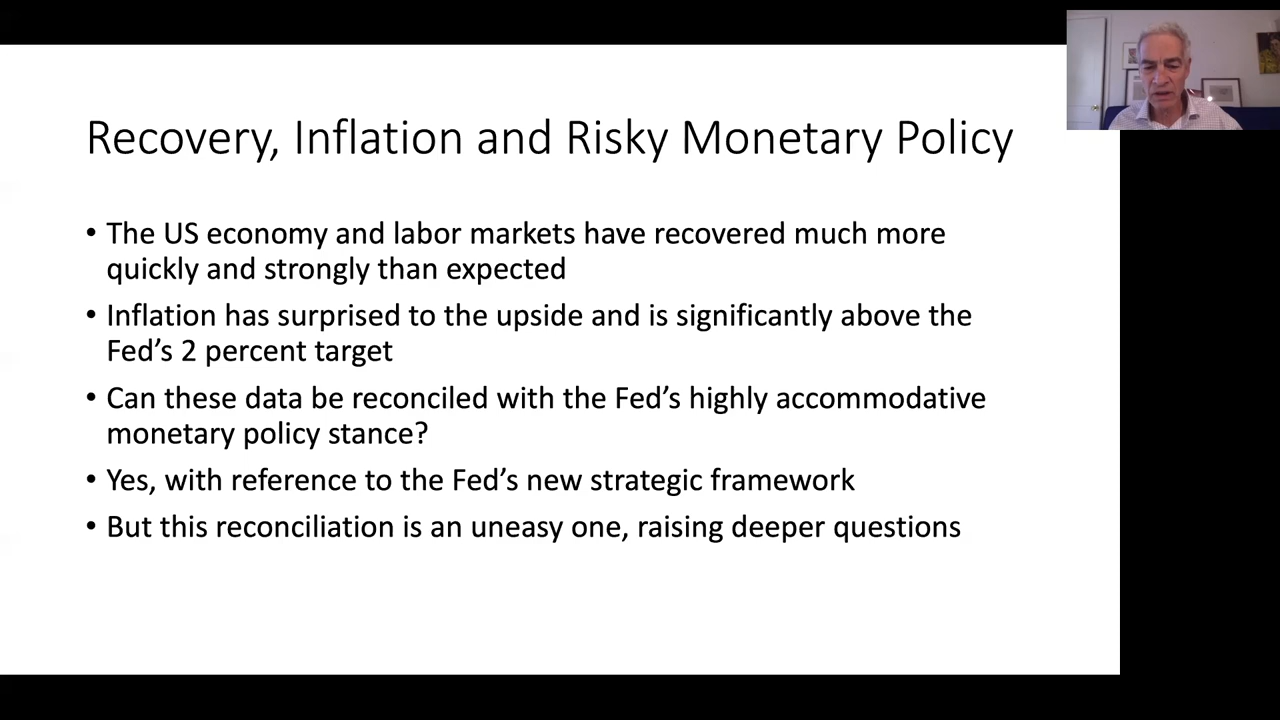 Recovery, Inflation and Risky Monetary Policy
• The US economy and labor markets have recovered much more
quickly and strongly than expected
• Inflation has surprised to the upside and is significantly above the
Fed’s 2 percent target
• Can these data be reconciled with the Fed’s highly accommodative
monetary policy stance?
• Yes, with reference to the Fed’s new strategic framework
• But this reconciliation is an uneasy one, raising deeper questions